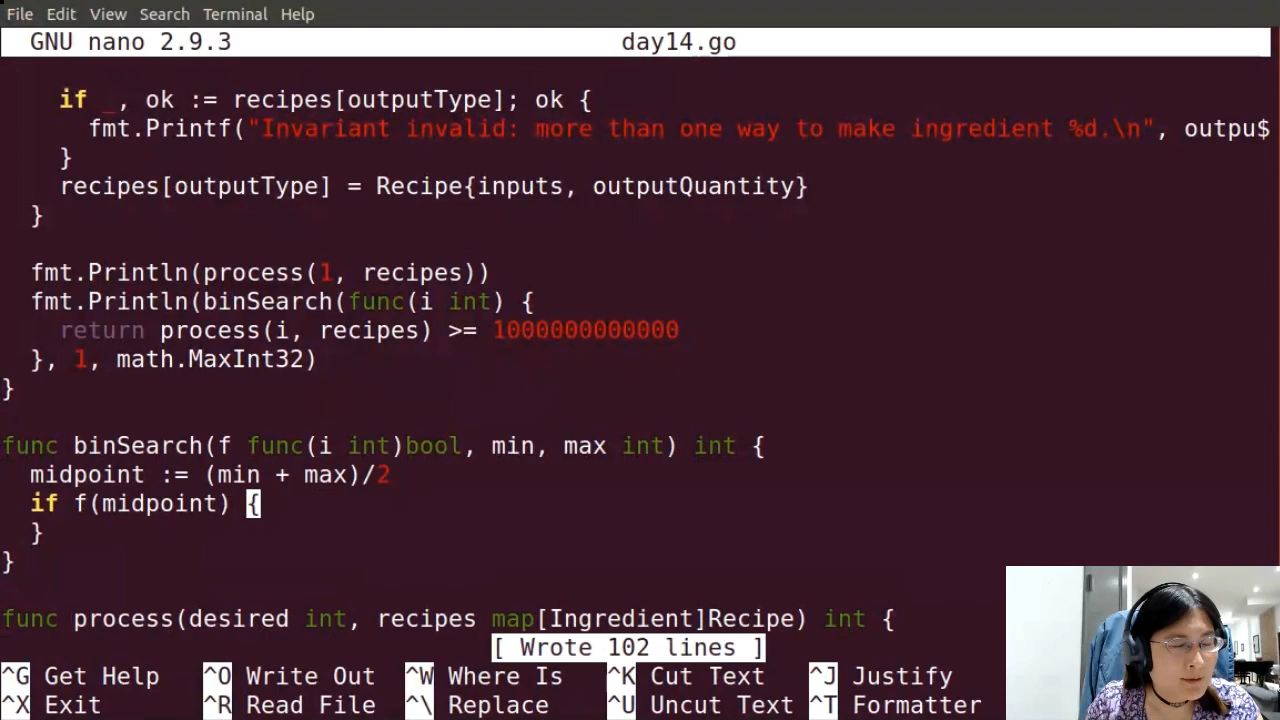 File Edit View Search Terminal Help
GNU nano 2.9.3 day14.go
if _, ok := recipes[outputType]; ok {
fmt.Printf("Invariant invalid: more than one way to make ingredient %d.\n", outpu$
}
recipes[outputType] = Recipe{inputs, outputQuantity}
}
fmt.Println(process(1, recipes))
fmt.Println(binSearch(func(i int) {
return process(i, recipes) >= 1000000000000
}, 1, math.MaxInt32)
}
func binSearch(f func(i int)bool, min, max int) int {
midpoint := (min + max)/2
if f(midpoint) {
}
}
func process(desired int, recipes map[Ingredient]Recipe) int {
[ Wrote 102 lines ]
^G Get Help ^O Write Out ^W Where Is ^K Cut Text ^J Justify
^X Exit ^R Read File ^\ Replace ^U Uncut Text ^T Formatter